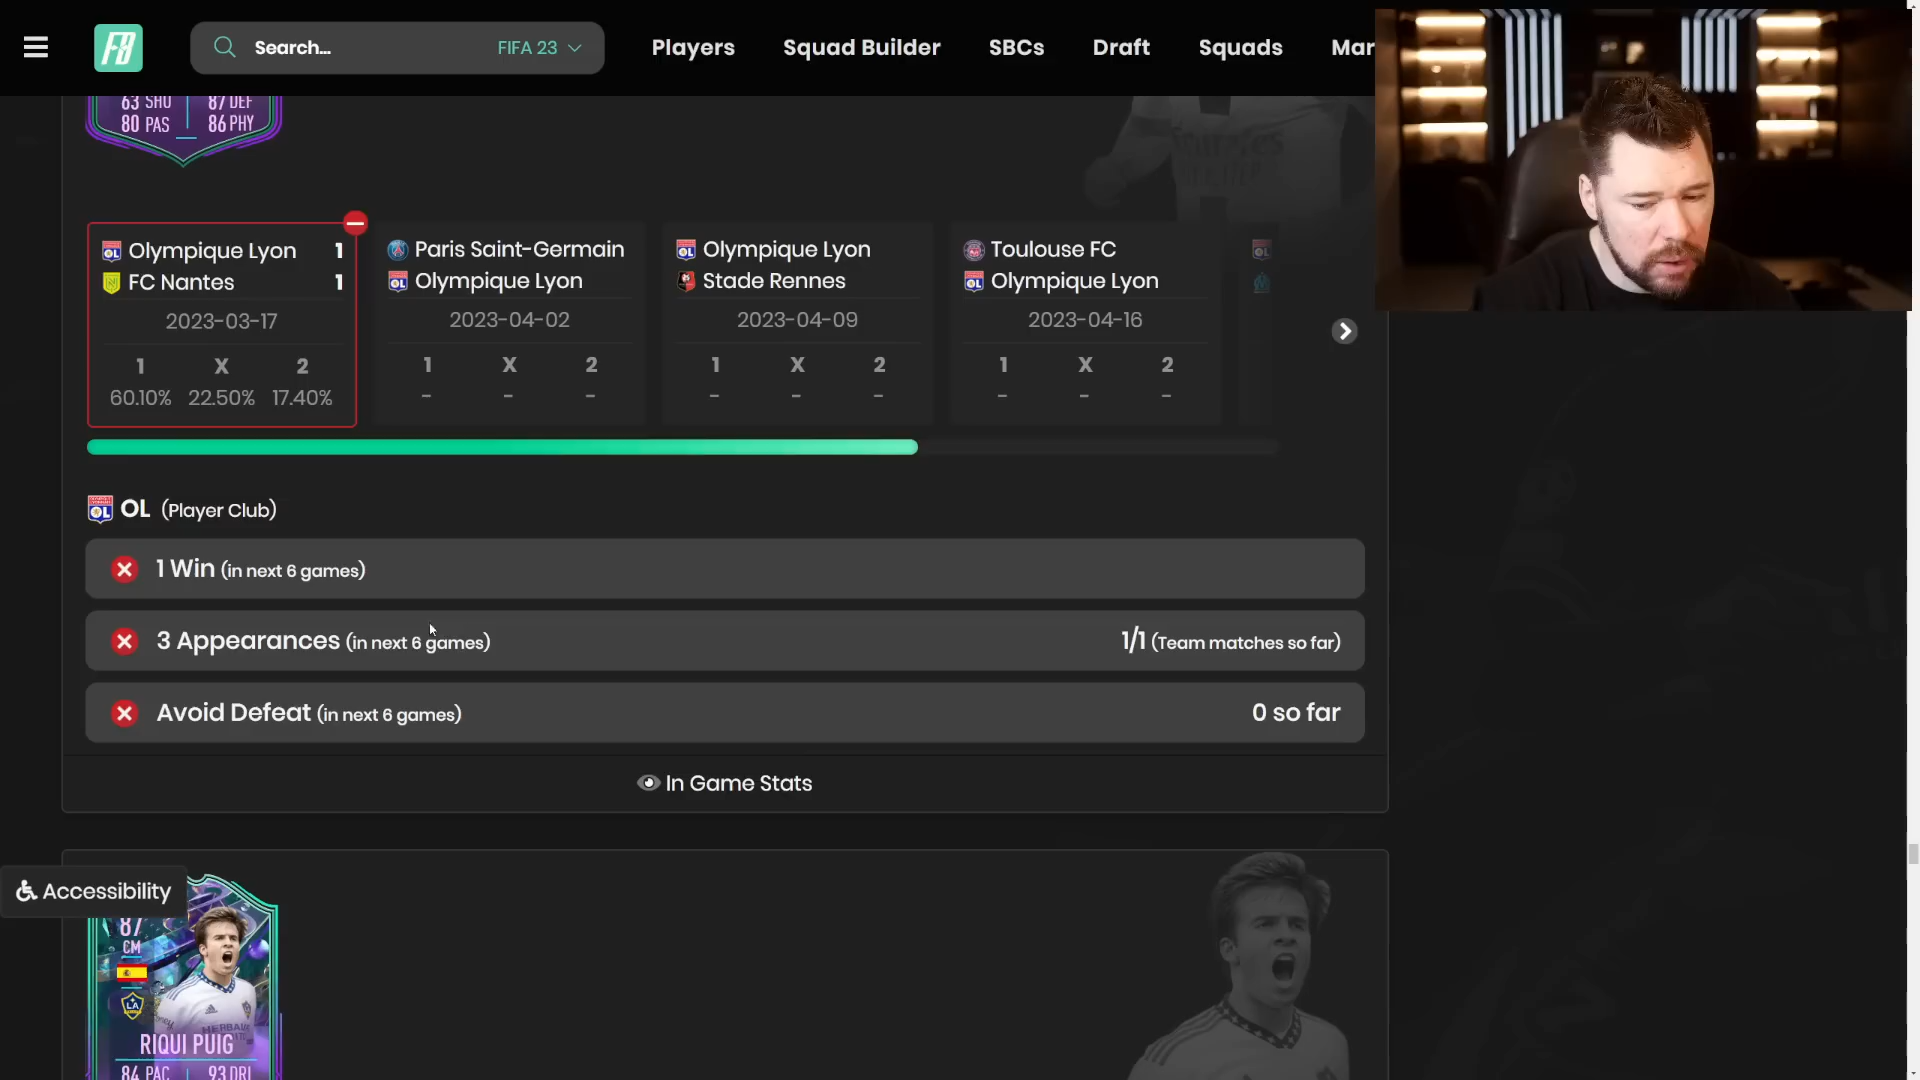 Search...
FIFA 23
Players
Squad Builder
SBCs
Draft
Squads
Mar
63 SHU
87 DEF
80 PAS
86 PHY
Olympique Lyon 1
FC Nantes 1
2023-03-17
1 X 2
60.10% 22.50% 17.40%
Paris Saint-Germain
Olympique Lyon
2023-04-02
1 X 2
- - -
Olympique Lyon
Stade Rennes
2023-04-09
1 X 2
- - -
Toulouse FC
Olympique Lyon
2023-04-16
1 X 2
- - -
OL (Player Club)
1 Win (in next 6 games)
3 Appearances (in next 6 games)
1/1 (Team matches so far)
Avoid Defeat (in next 6 games)
0 so far
In Game Stats
Accessibility
87
CM
RIQUI PUIG
84 PAC
93 DRI